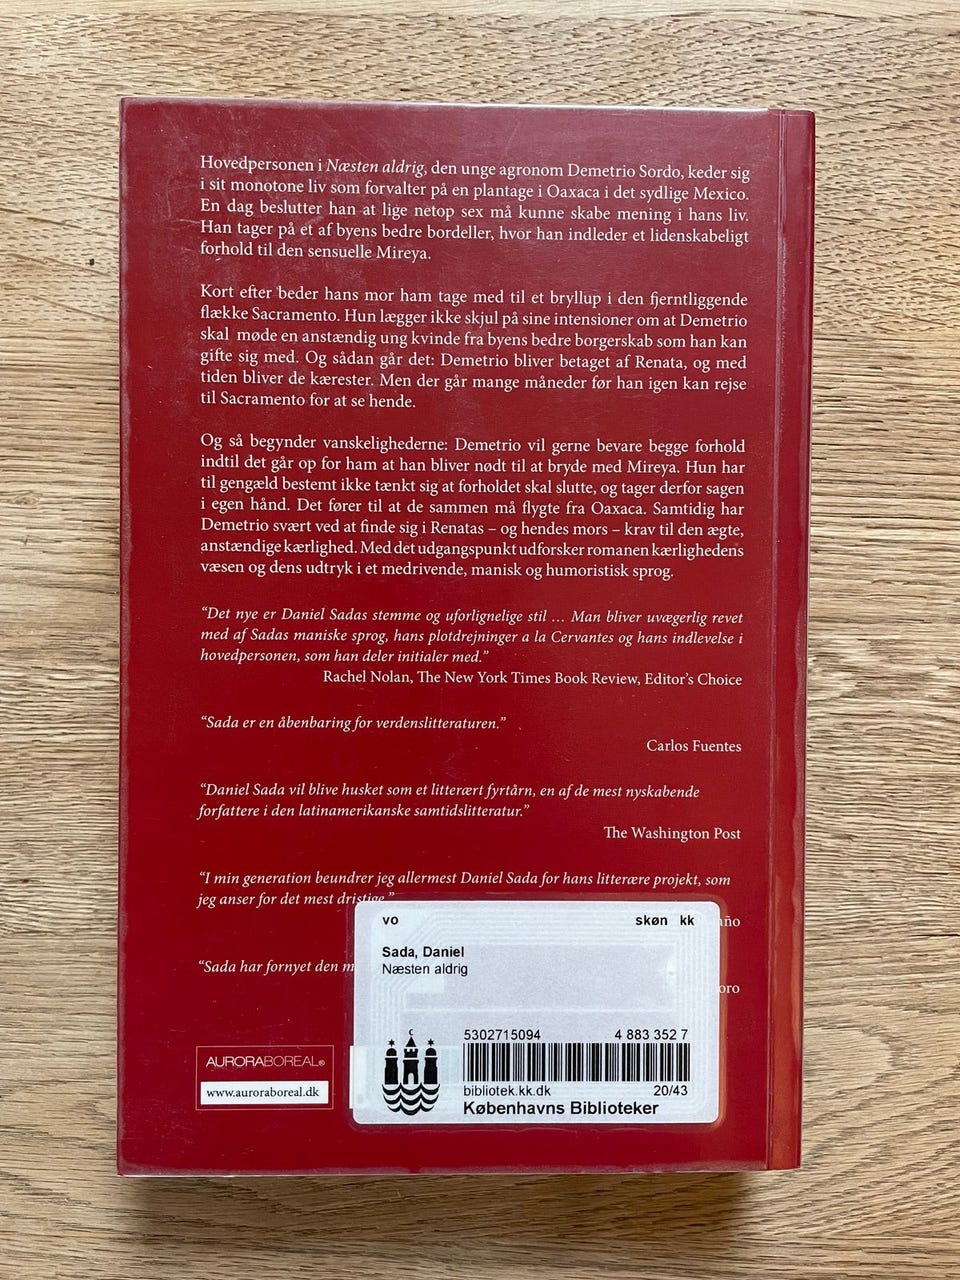 Hovedpersonen i Næsten aldrig, den unge agronom Demetrio Sordo, keder sig
i sit monotone liv som forvalter på en plantage i Oaxaca i det sydlige Mexico.
En dag beslutter han at lige netop sex må kunne skabe mening i hans liv.
Han tager på et af byens bedre bordeller, hvor han indleder et lidenskabeligt
forhold til den sensuelle Mireya.
Kort efter beder hans mor ham tage med til et bryllup i den fjerntliggende
flække Sacramento. Hun lægger ikke skjul på sine intensioner om at Demetrio
skal møde en anstændig ung kvinde fra byens bedre borgerskab som han kan
gifte sig med. Og sådan går det: Demetrio bliver betaget af Renata, og med
tiden bliver de kærester. Men der går mange måneder før han igen kan rejse
til Sacramento for at se hende.
Og så begynder vanskelighederne: Demetrio vil gerne bevare begge forhold
indtil det går op for ham at han bliver nødt til at bryde med Mireya. Hun har
til gengæld bestemt ikke tænkt sig at forholdet skal slutte, og tager derfor sagen
i egen hånd. Det fører til at de sammen må flygte fra Oaxaca. Samtidig har
Demetrio svært ved at finde sig i Renatas – og hendes mors – krav til den ægte,
anstændige kærlighed. Med det udgangspunkt udforsker romanen kærlighedens
væsen og dens udtryk i et medrivende, manisk og humoristisk sprog.
“Det nye er Daniel Sadas stemme og uforlignelige stil … Man bliver uvægerlig revet
med af Sadas maniske sprog, hans plotdrejninger a la Cervantes og hans indlevelse i
hovedpersonen, som han deler initialer med.”
Rachel Nolan, The New York Times Book Review, Editor’s Choice
“Sada er en åbenbaring for verdenslitteraturen.”
Carlos Fuentes
“Daniel Sada vil blive husket som et litterært fyrtårn, en af de mest nyskabende
forfattere i den latinamerikanske samtidslitteratur.”
The Washington Post
“I min generation beundrer jeg allermest Daniel Sada for hans litterære projekt, som
jeg anser for det mest dristige.”
“Sada har fornyet den
vo skøn kk
Sada, Daniel
Næsten aldrig
5302715094 4 883 352 7
bibliotek.kk.dk 20/43
Københavns Biblioteker
AURORABOREAL®
www.auroraboreal.dk